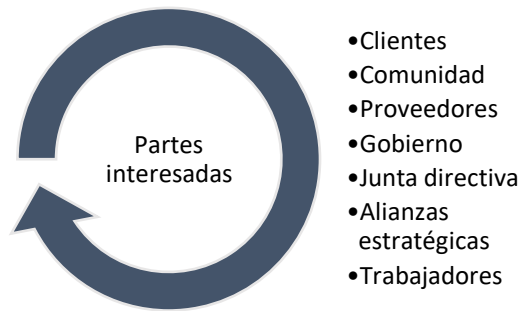 Partes
interesadas
•Clientes
•Comunidad
•Proveedores
•Gobierno
•Junta directiva
•Alianzas
estratégicas
•Trabajadores